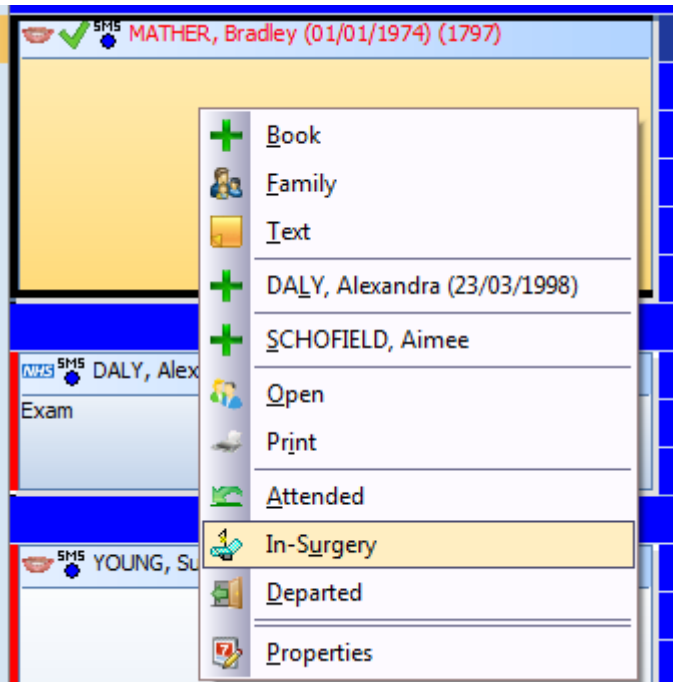 SMS MATHER, Bradley (01/01/1974) (1797)
Book
Family
Text
DALY, Alexandra (23/03/1998)
SCHOFIELD, Aimee
NHS SMS DALY, Alex
Open
Exam
Print
Attended
In-Surgery
SMS YOUNG, Su
Departed
Properties